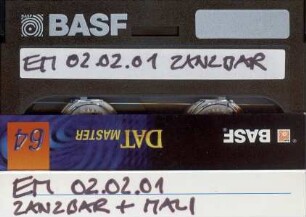 BASF
EM 02.02.01 ZANZBAR
64
DAT MASTER
BASF
EM 02.02.01
ZANZBAR + MALI